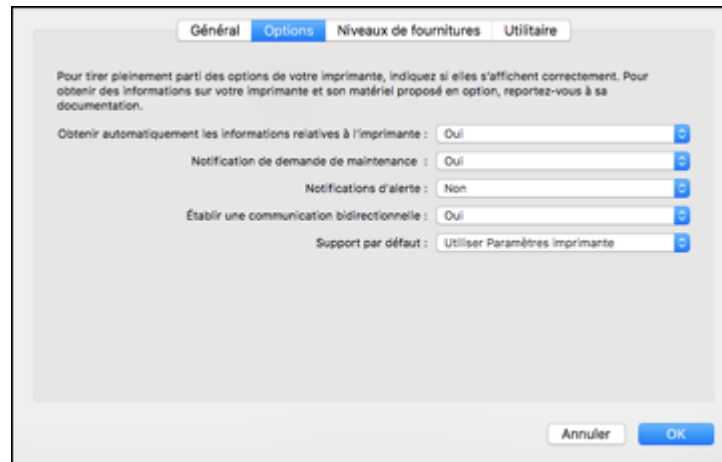 Général Options Niveaux de fournitures Utilitaire
Pour tirer pleinement parti des options de votre imprimante, indiquez si elles s'affichent correctement. Pour
obtenir des informations sur votre imprimante et son matériel proposé en option, reportez-vous à sa
documentation.
Obtenir automatiquement les informations relatives à l'imprimante : Oui
Notification de demande de maintenance : Oui
Notifications d'alerte : Non
Établir une communication bidirectionnelle : Oui
Support par défaut : Utiliser Paramètres imprimante
Annuler OK